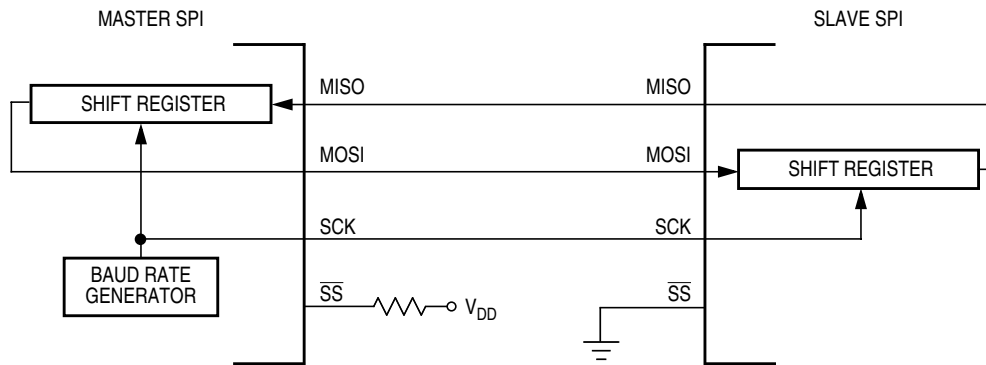 MASTER SPI
SLAVE SPI
SHIFT REGISTER
MISO
MISO
MOSI
MOSI
SHIFT REGISTER
SCK
SCK
BAUD RATE
GENERATOR
SS
VDD
SS